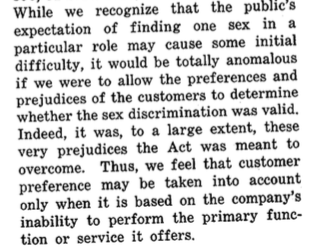 While we recognize that the public's
expectation of finding one sex in a
particular role may cause some initial
difficulty, it would be totally anomalous
if we were to allow the preferences and
prejudices of the customers to determine
whether the sex discrimination was valid.
Indeed, it was, to a large extent, these
very prejudices the Act was meant to
overcome. Thus, we feel that customer
preference may be taken into account
only when it is based on the company's
inability to perform the primary func-
tion or service it offers.